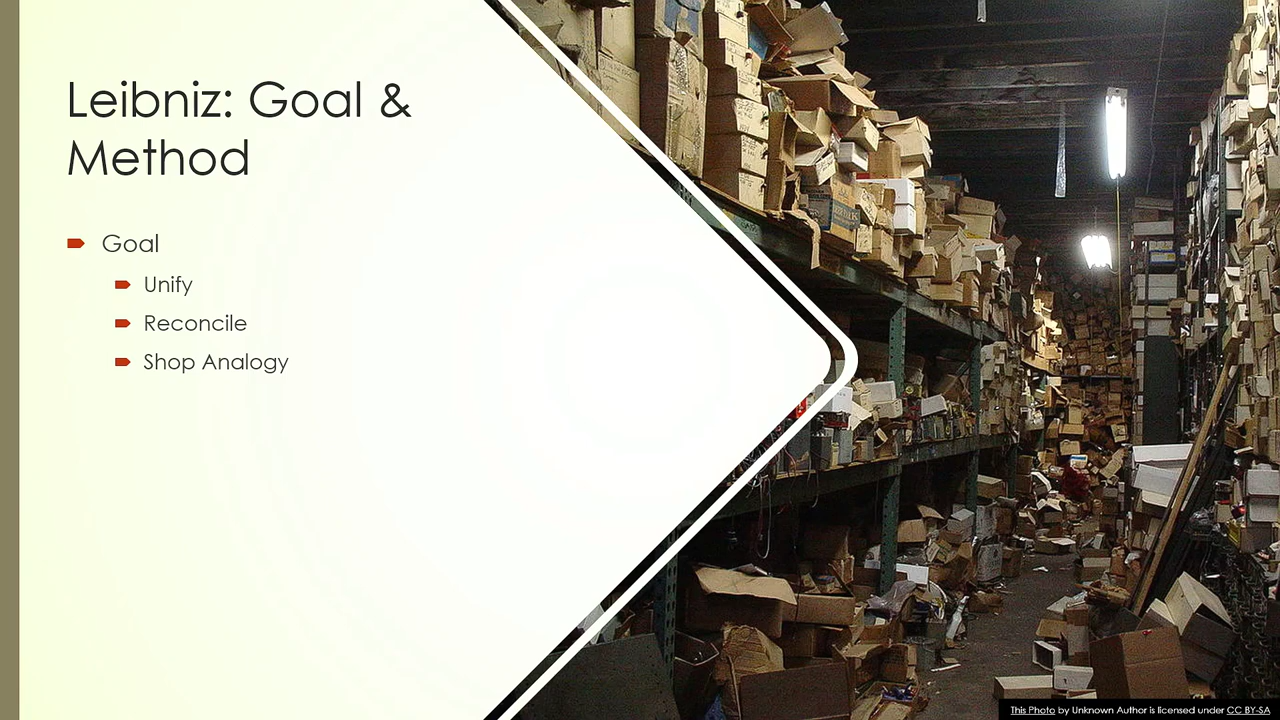 Leibniz: Goal &
Method
Goal
Unify
Reconcile
Shop Analogy
This Photo by Unknown Author is licensed under CC BY-SA